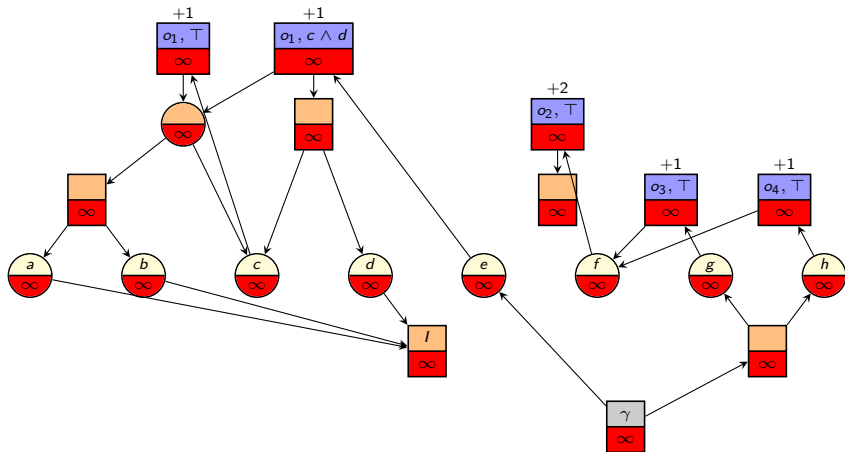 +1 +1
o₁, ⊤ o₁, c ∧ d
∞ ∞
+2
o₂, ⊤
∞ ∞ ∞
+1 +1
o₃, ⊤ o₄, ⊤
∞ ∞ ∞ ∞
a b c d e f g h
∞ ∞ ∞ ∞ ∞ ∞ ∞ ∞
I
∞ ∞
γ
∞